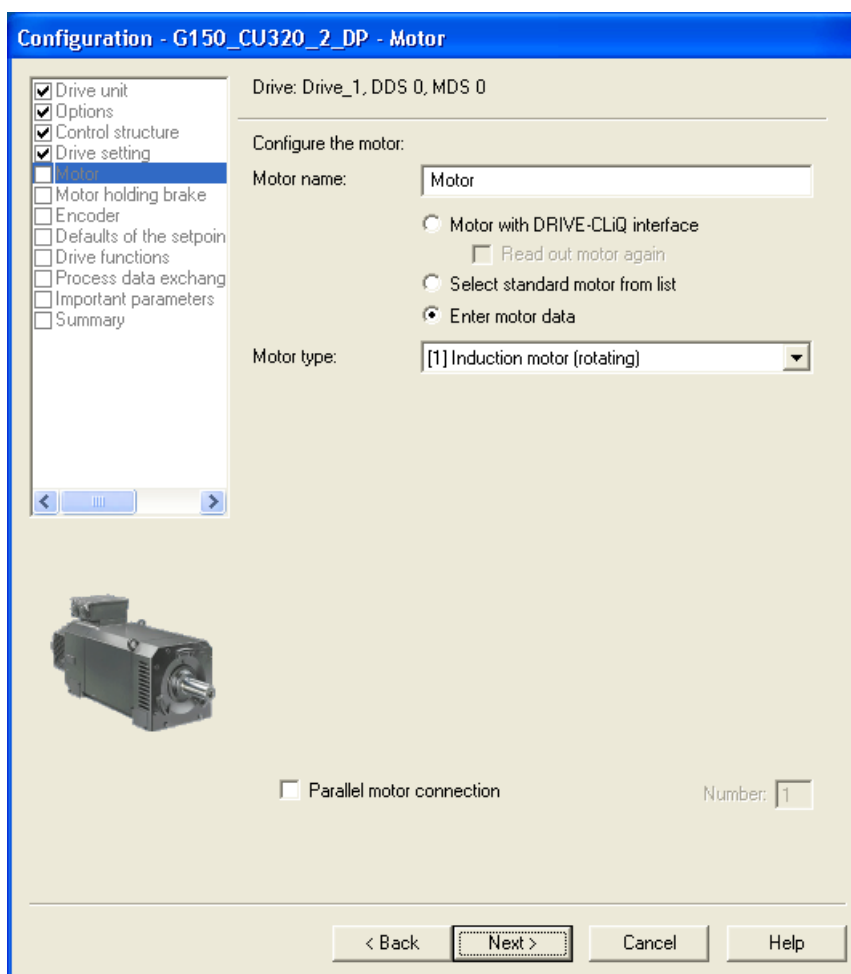 Configuration - G150_CU320_2_DP - Motor
Drive unit
Options
Control structure
Drive setting
Motor
Motor holding brake
Encoder
Defaults of the setpoin
Drive functions
Process data exchang
Important parameters
Summary
Drive: Drive_1, DDS 0, MDS 0
Configure the motor:
Motor name: Motor
Motor with DRIVE-CLiQ interface
Read out motor again
Select standard motor from list
Enter motor data
Motor type: [1] Induction motor (rotating)
Parallel motor connection Number: 1
< Back Next > Cancel Help